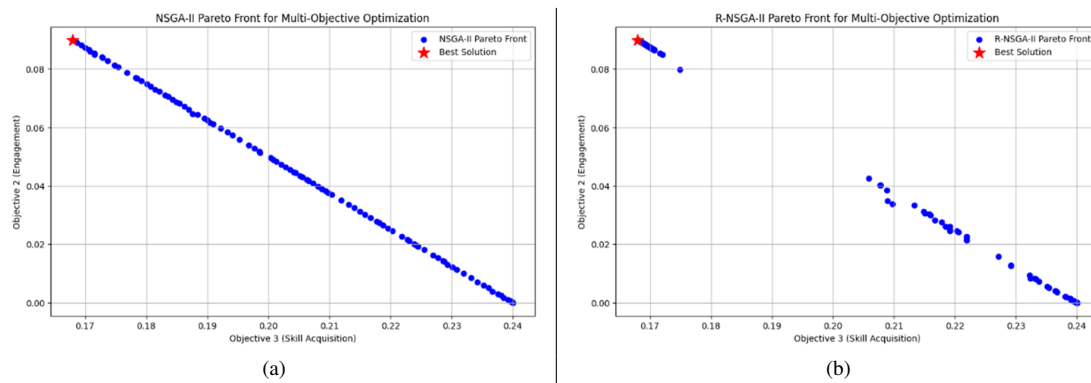 NSGA-II Pareto Front for Multi-Objective Optimization
NSGA-II Pareto Front
Best Solution
0.08
0.06
0.04
0.02
0.00
Objective 2 (Engagement)
0.17 0.18 0.19 0.20 0.21 0.22 0.23 0.24
Objective 3 (Skill Acquisition)
(a)
R-NSGA-II Pareto Front for Multi-Objective Optimization
R-NSGA-II Pareto Front
Best Solution
0.08
0.06
0.04
0.02
0.00
Objective 2 (Engagement)
0.17 0.18 0.19 0.20 0.21 0.22 0.23 0.24
Objective 3 (Skill Acquisition)
(b)